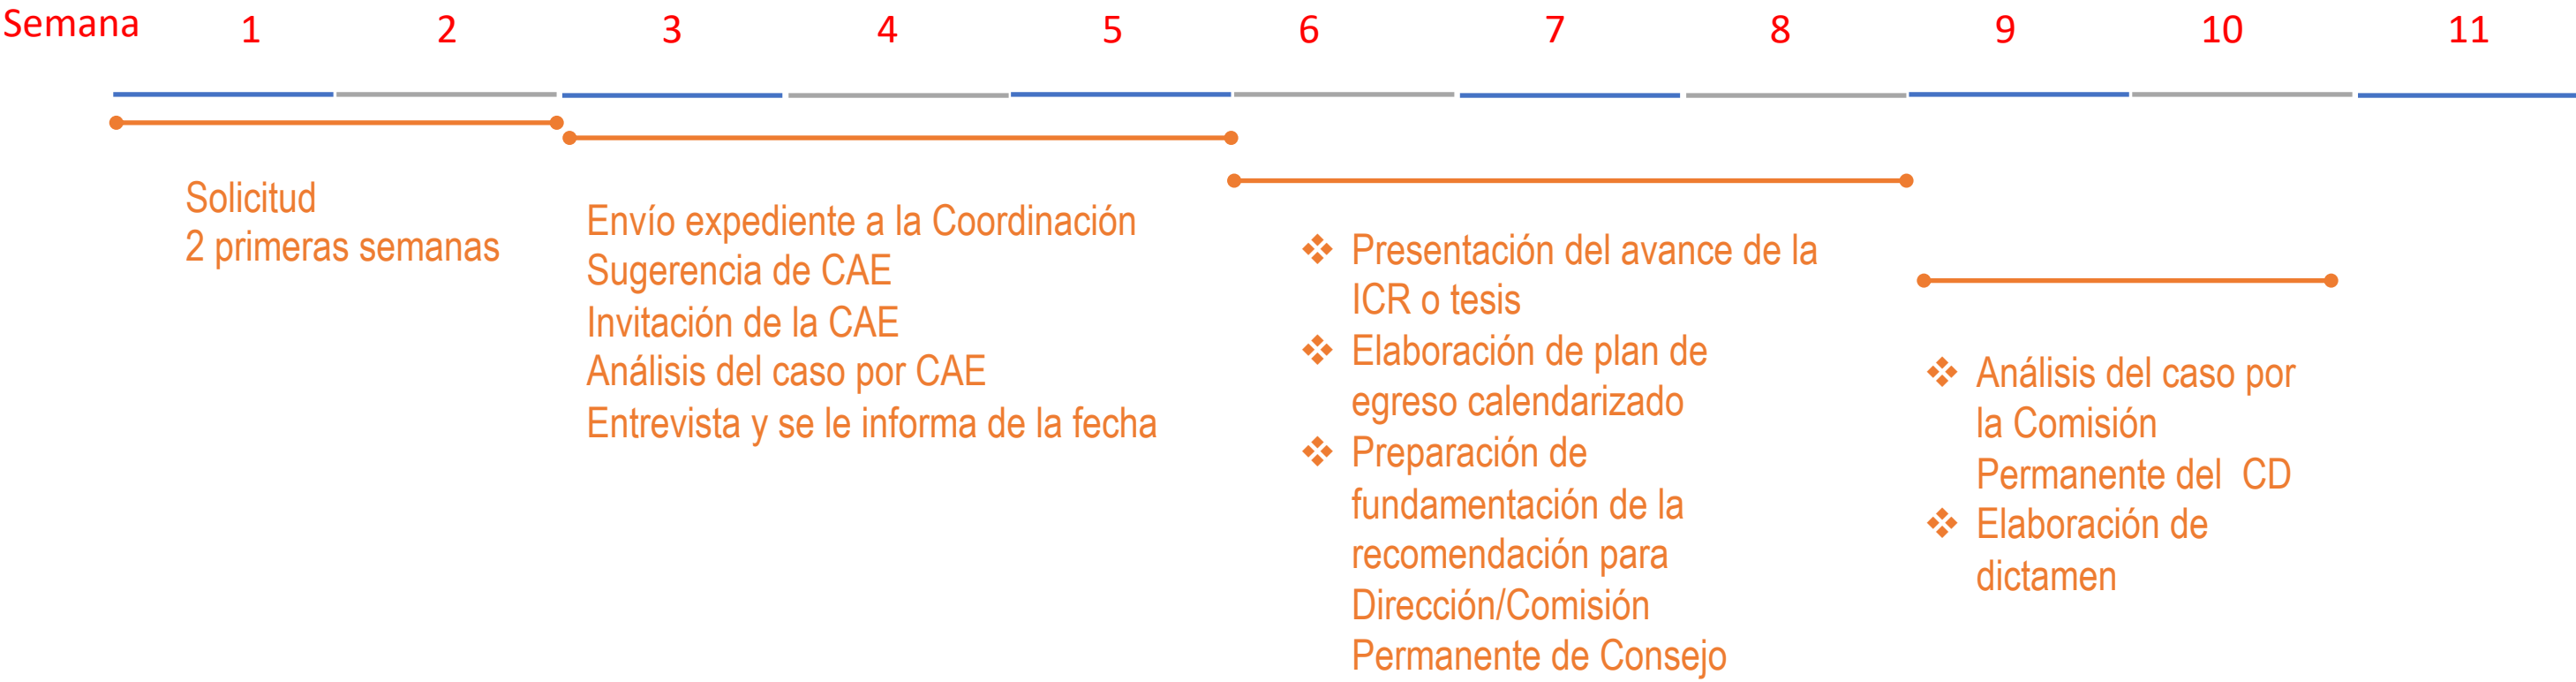 Semana 1 2 3 4 5 6 7 8 9 10 11
Solicitud
2 primeras semanas
Envío expediente a la Coordinación
Sugerencia de CAE
Invitación de la CAE
Análisis del caso por CAE
Entrevista y se le informa de la fecha
❖ Presentación del avance de la
ICR o tesis
❖ Elaboración de plan de
egreso calendarizado
❖ Preparación de
fundamentación de la
recomendación para
Dirección/Comisión
Permanente de Consejo
❖ Análisis del caso por
la Comisión
Permanente del CD
❖ Elaboración de
dictamen